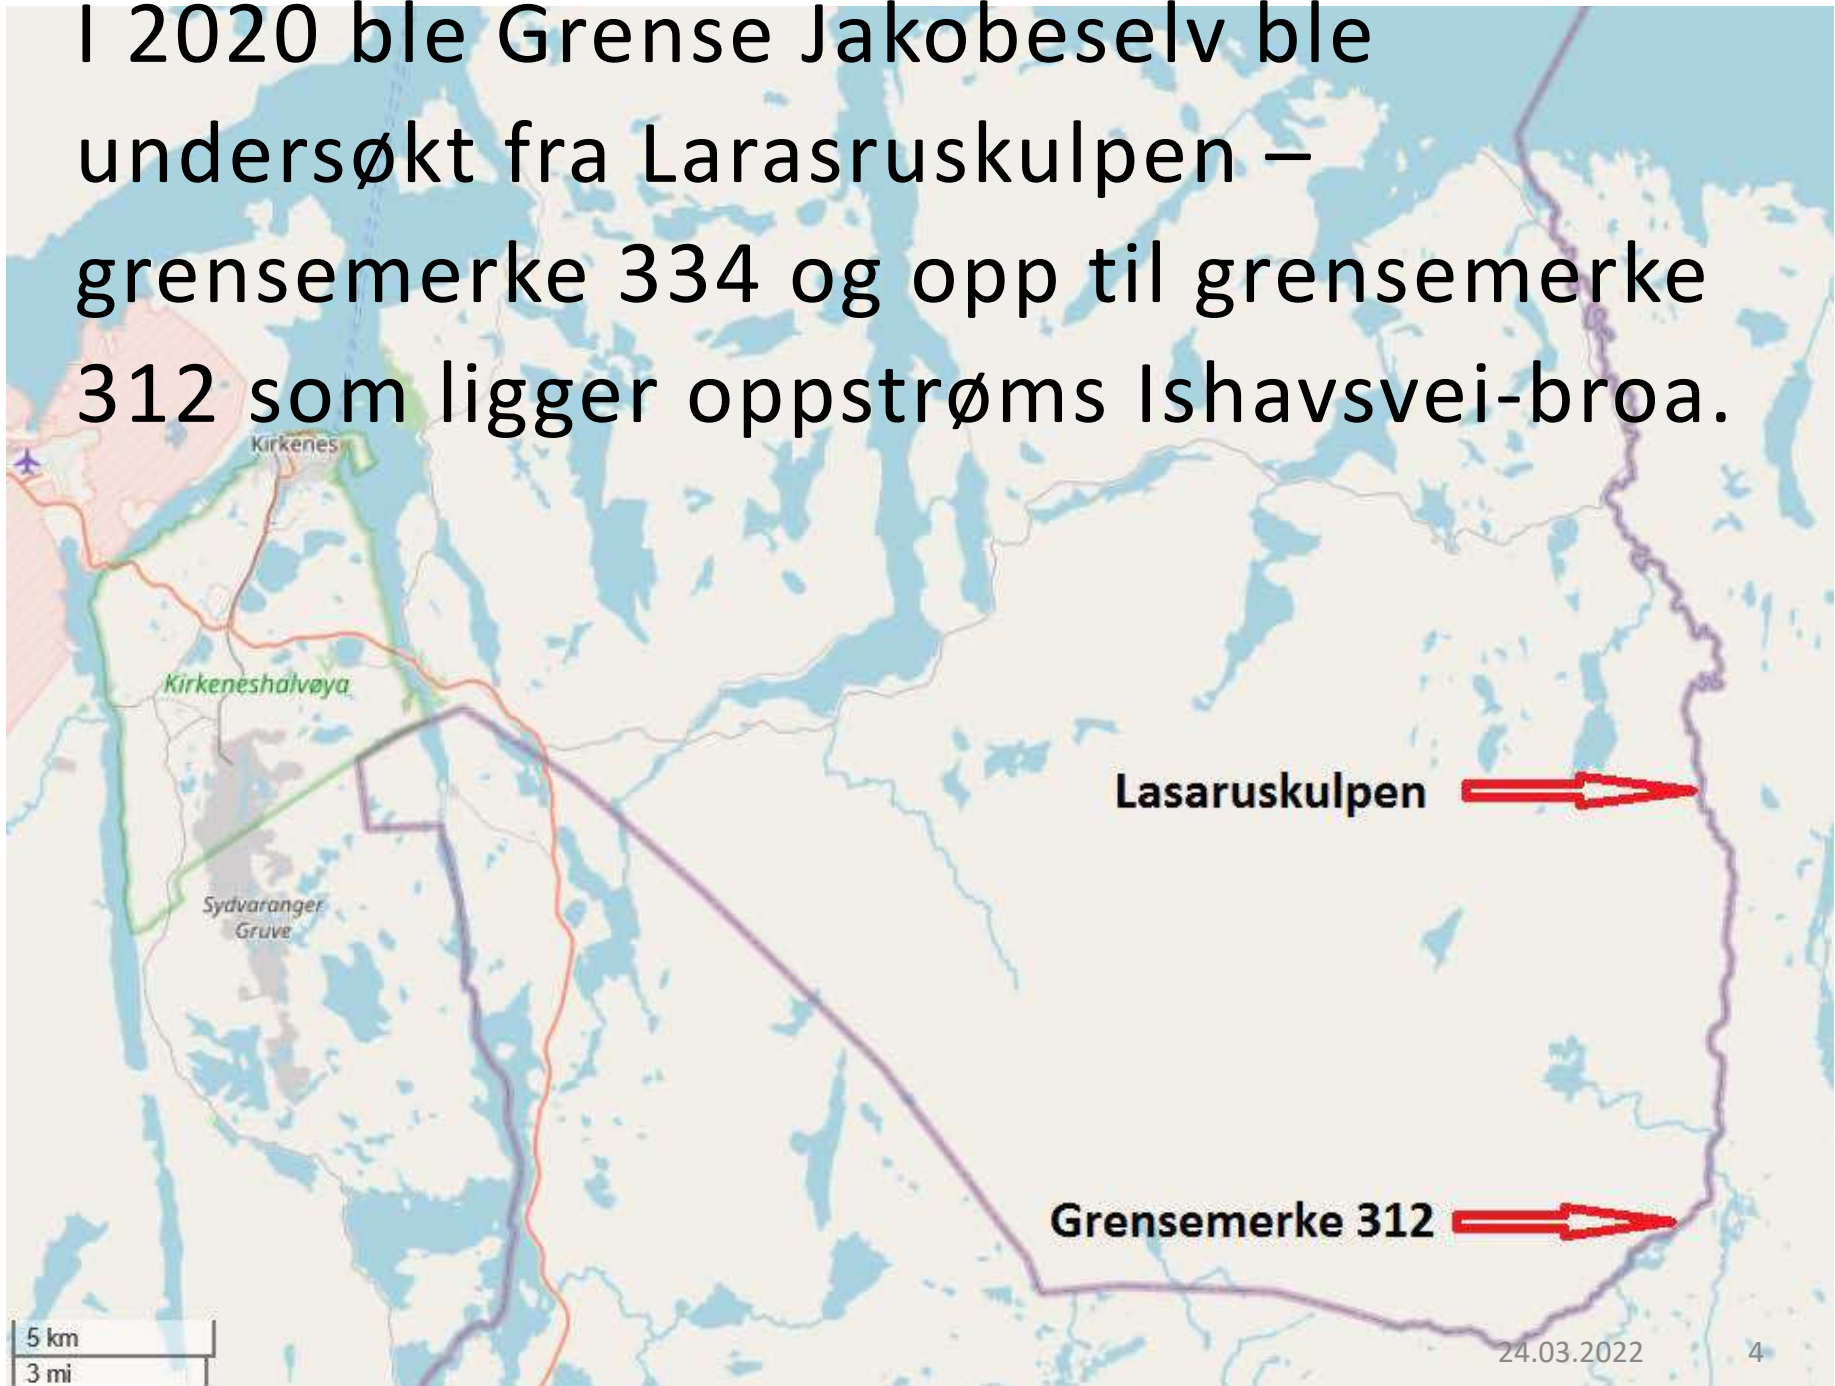 I 2020 ble Grense Jakobeselv ble
undersøkt fra Larasruskulpen –
grensemerke 334 og opp til grensemerke
312 som ligger oppstrøms Ishavsvei-broa.
Kirkenes
Kirkeneshalvøya
Lasaruskulpen
Sydvaranger
Gruve
Grensemerke 312
5 km
3 mi
24.03.2022
4